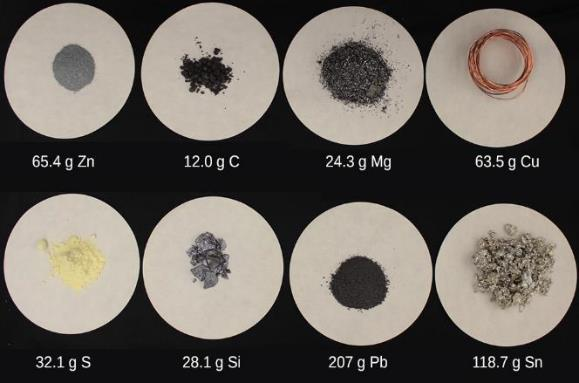 65.4 g Zn
12.0 g C
24.3 g Mg
63.5 g Cu
32.1 g S
28.1 g Si
207 g Pb
118.7 g Sn